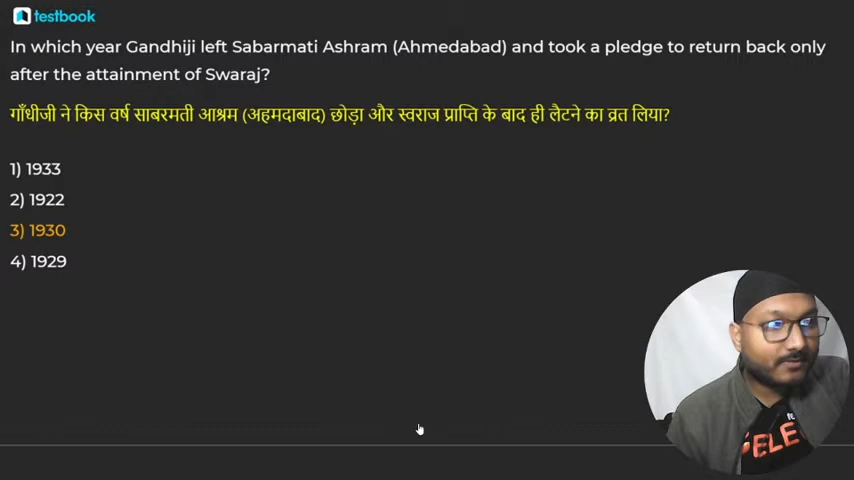 testbook
In which year Gandhiji left Sabarmati Ashram (Ahmedabad) and took a pledge to return back only
after the attainment of Swaraj?
गाँधीजी ने किस वर्ष साबरमती आश्रम (अहमदाबाद) छोड़ा और स्वराज प्राप्ति के बाद ही लैटने का व्रत लिया?
1) 1933
2) 1922
3) 1930
4) 1929